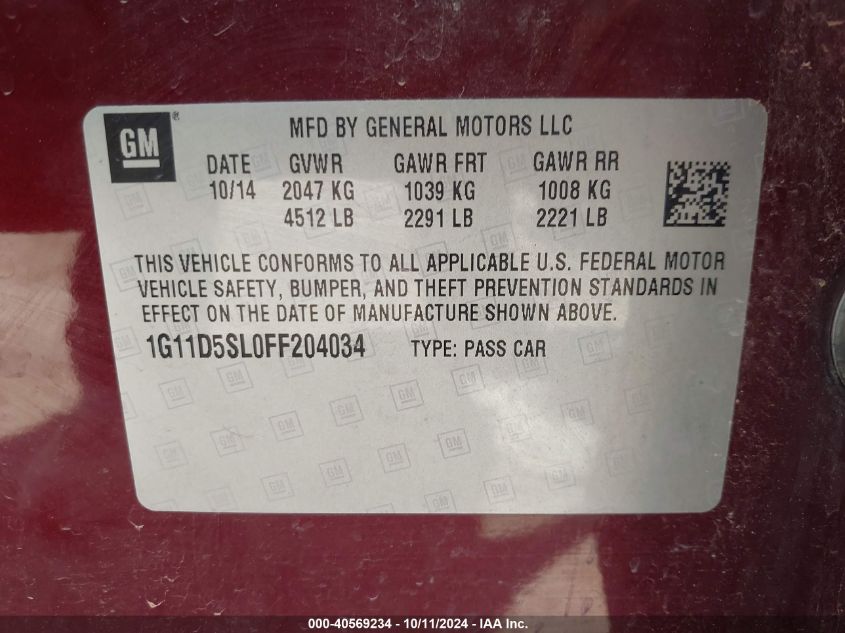 GM ®
MFD BY GENERAL MOTORS LLC
DATE GVWR GAWR FRT GAWR RR
10/14 2047 KG 1039 KG 1008 KG
4512 LB 2291 LB 2221 LB
THIS VEHICLE CONFORMS TO ALL APPLICABLE U.S. FEDERAL MOTOR
VEHICLE SAFETY, BUMPER, AND THEFT PREVENTION STANDARDS IN
EFFECT ON THE DATE OF MANUFACTURE SHOWN ABOVE.
1G11D5SL0FF204034 TYPE: PASS CAR
000-40569234 - 10/11/2024 - IAA Inc.